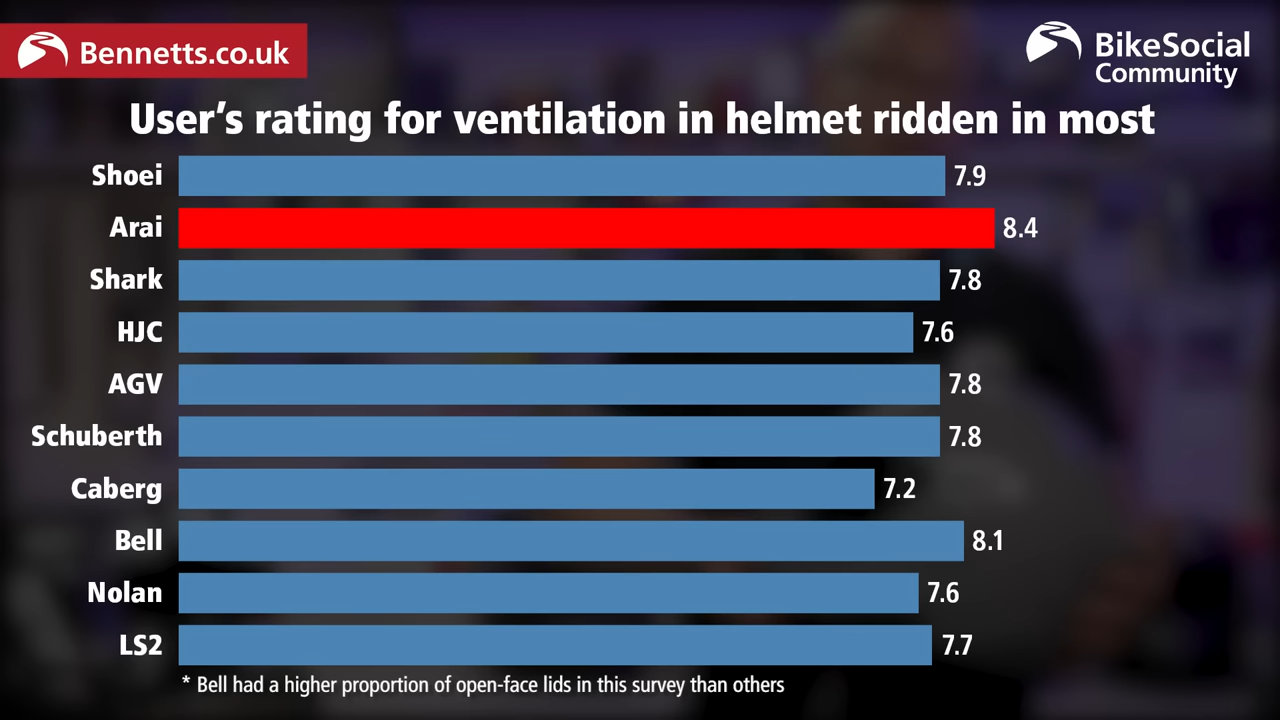 Bennetts.co.uk
BikeSocial
Community
User's rating for ventilation in helmet ridden in most
Shoei 7.9
Arai 8.4
Shark 7.8
HJC 7.6
AGV 7.8
Schuberth 7.8
Caberg 7.2
Bell 8.1
Nolan 7.6
LS2 7.7
* Bell had a higher proportion of open-face lids in this survey than others